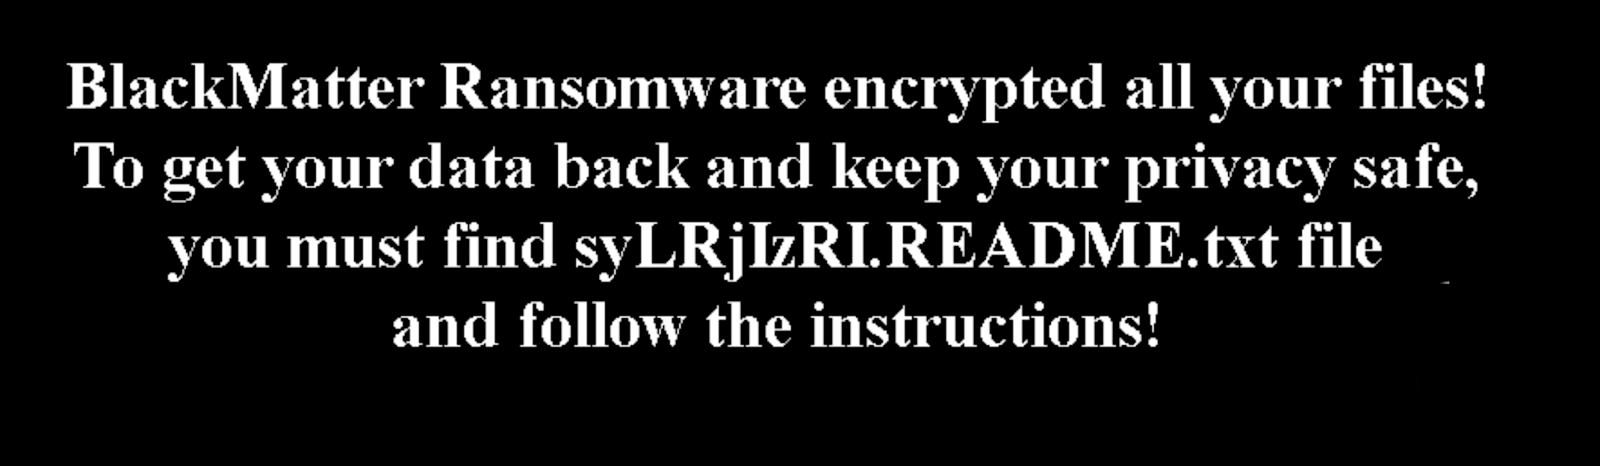 BlackMatter Ransomware encrypted all your files!
To get your data back and keep your privacy safe,
you must find syLRjIzRI.README.txt file
and follow the instructions!